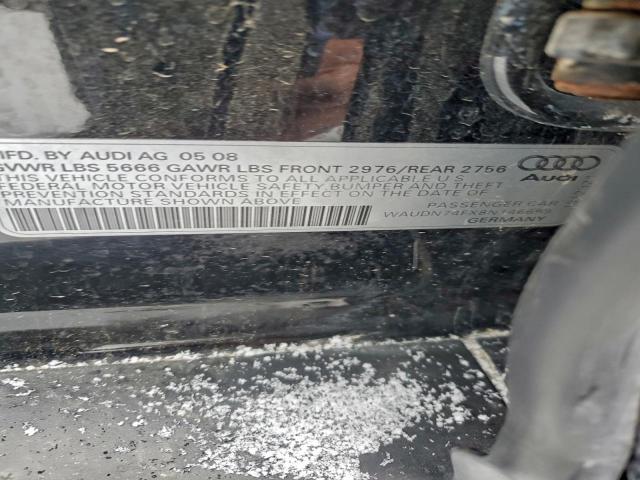 MFD. BY AUDI AG 05 08
GVWR LBS 5666 GAWR LBS FRONT 2976/REAR 2756
THIS VEHICLE CONFORMS TO ALL APPLICABLE U.S.
FEDERAL MOTOR VEHICLE SAFETY, BUMPER AND THEFT
PREVENTION STANDARDS IN EFFECT ON THE DATE OF
MANUFACTURE SHOWN ABOVE
Audi
PASSENGER CAR
WAUDN74FX8N146659
GERMANY